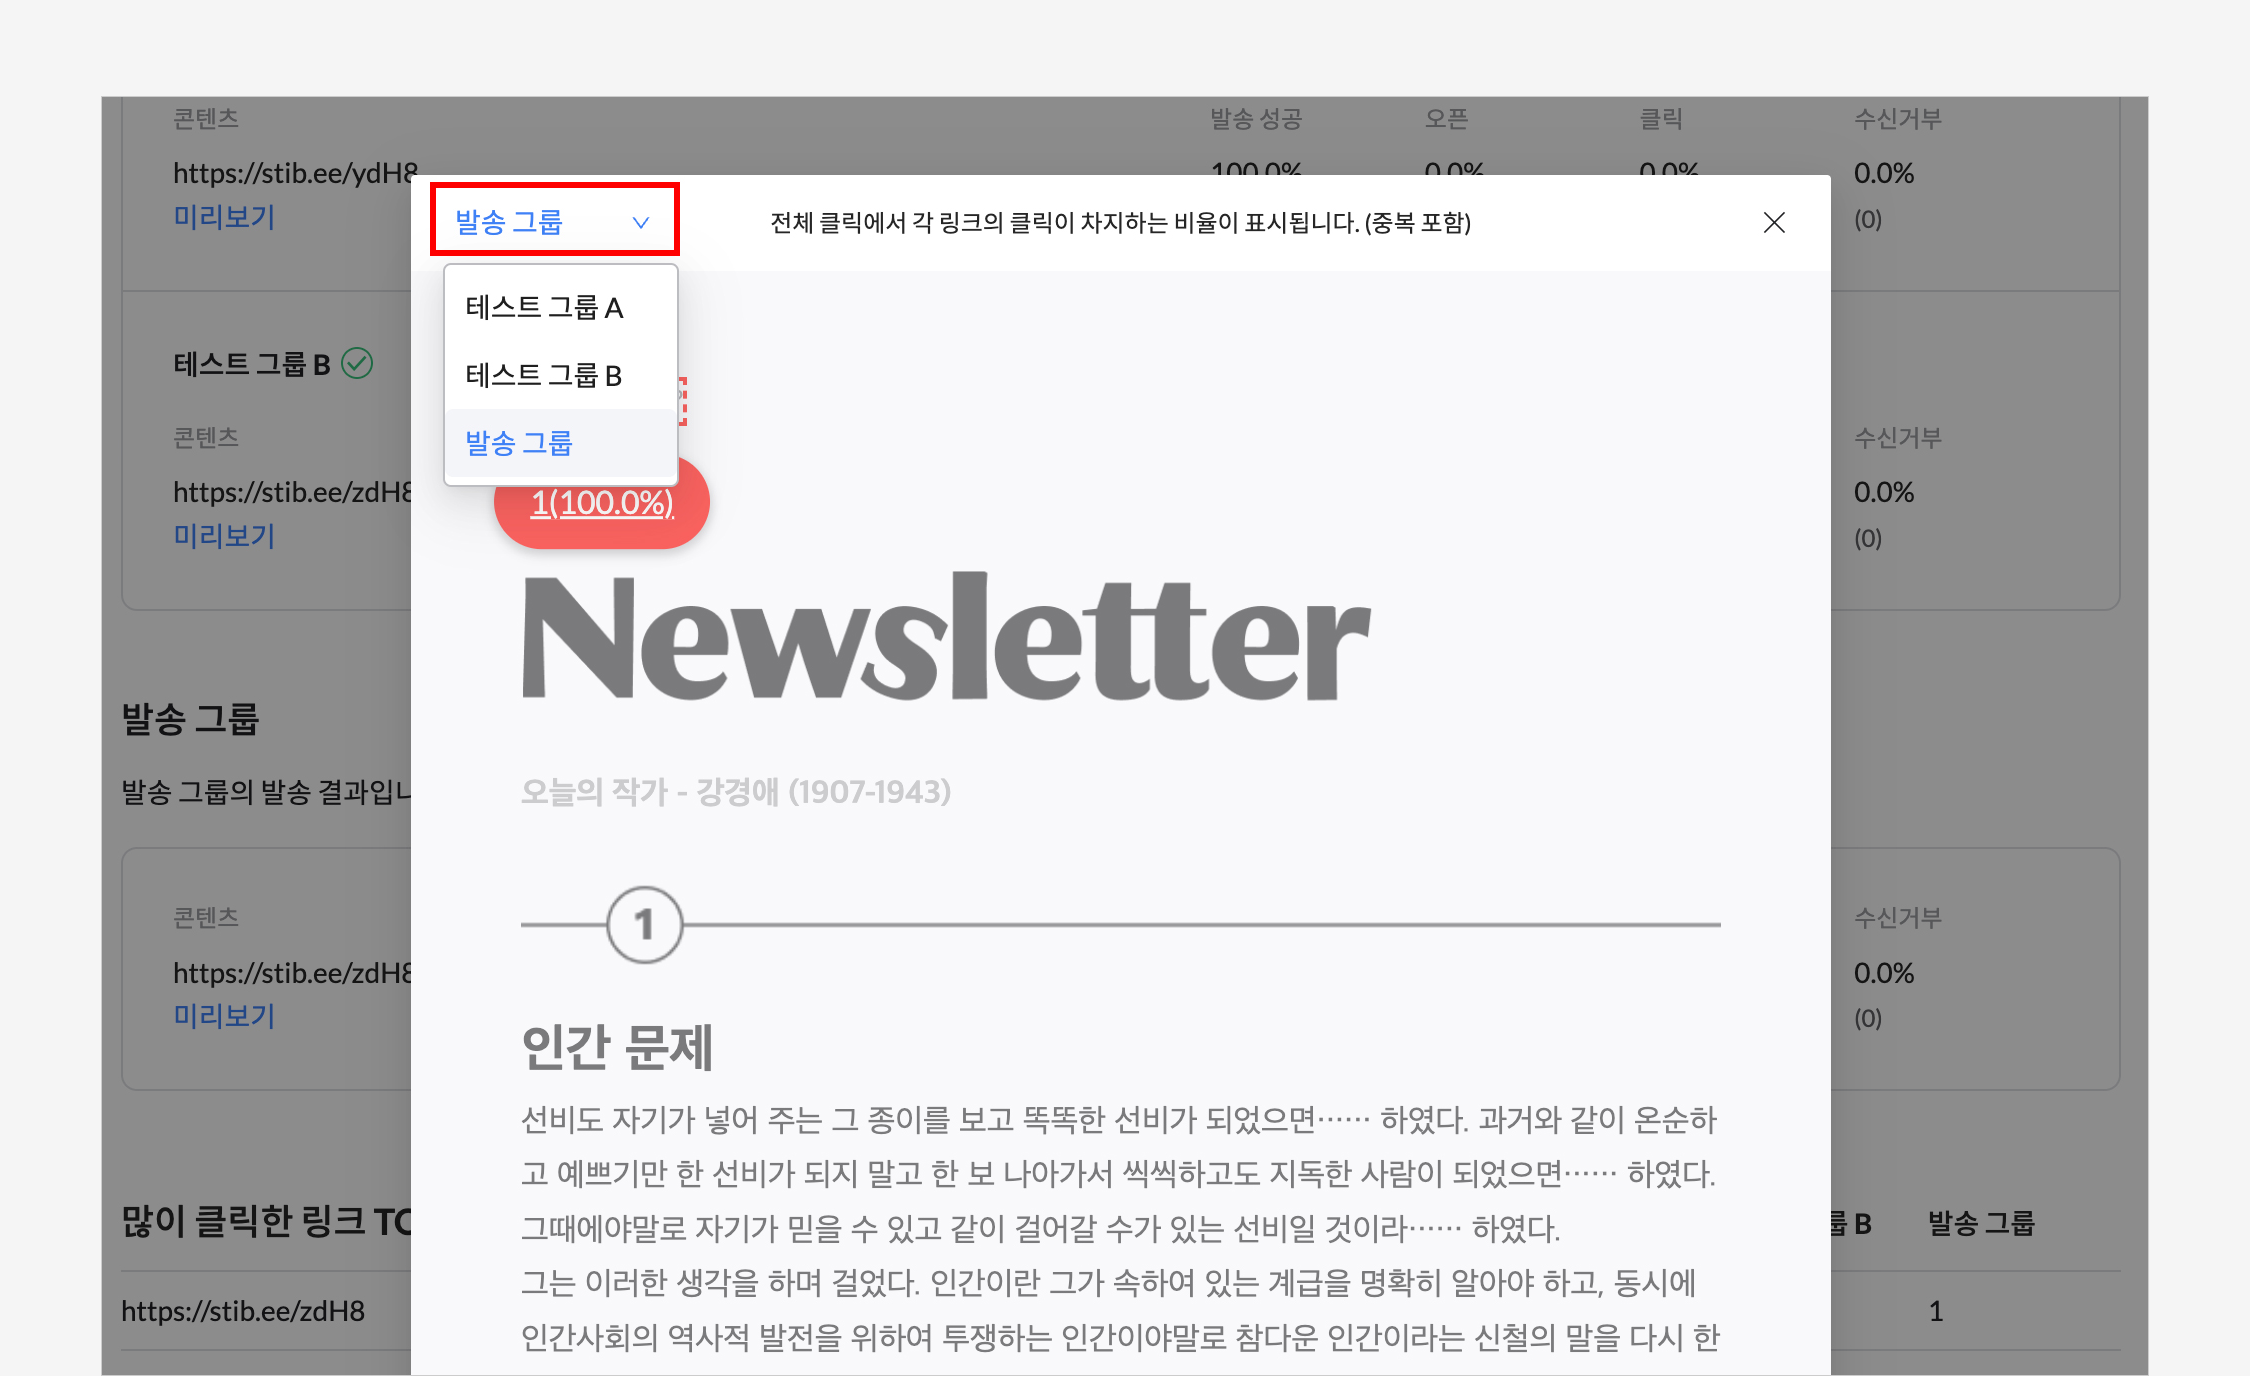 콘텐츠 발송 성공 오픈 클릭 수신거부
https://stib.ee/ydH8 100.0% 0.0% 0.0% 0.0%
미리보기 (0)
발송 그룹 전체 클릭에서 각 링크의 클릭이 차지하는 비율이 표시됩니다. (중복 포함)
테스트 그룹 A
테스트 그룹 B
발송 그룹
1(100.0%)
테스트 그룹 B
콘텐츠 수신거부
https://stib.ee/zdH8 0.0%
미리보기 (0)
Newsletter
오늘의 작가 - 강경애 (1907-1943)
1
인간 문제
선비도 자기가 넣어 주는 그 종이를 보고 똑똑한 선비가 되었으면⋯⋯ 하였다. 과거와 같이 온순하
고 예쁘기만 한 선비가 되지 말고 한 보 나아가서 씩씩하고도 지독한 사람이 되었으면⋯⋯ 하였다.
그때에야말로 자기가 믿을 수 있고 같이 걸어갈 수가 있는 선비일 것이라⋯⋯ 하였다.
그는 이러한 생각을 하며 걸었다. 인간이란 그가 속하여 있는 계급을 명확히 알아야 하고, 동시에
인간사회의 역사적 발전을 위하여 투쟁하는 인간이야말로 참다운 인간이라는 신철의 말을 다시 한
발송 그룹
발송 그룹의 발송 결과입니
콘텐츠 수신거부
https://stib.ee/zdH8 0.0%
미리보기 (0)
많이 클릭한 링크 TO 룹 B 발송 그룹
https://stib.ee/zdH8 1